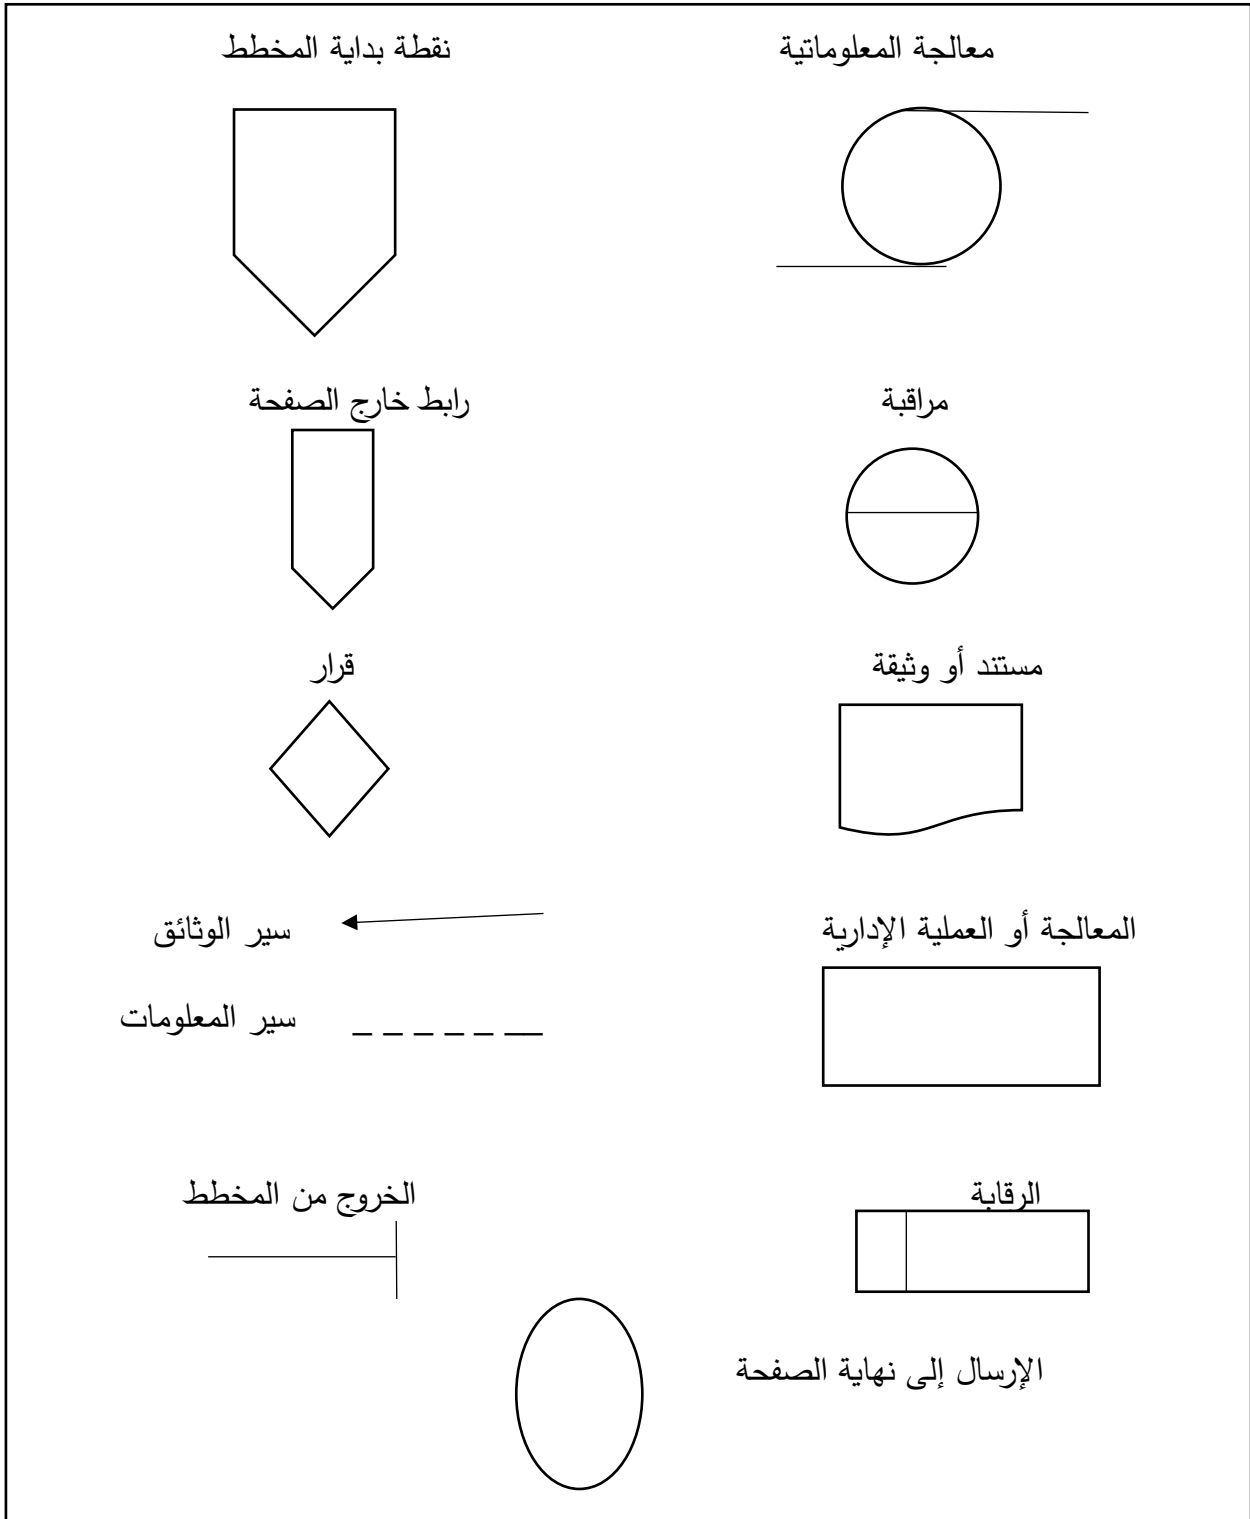 معالجة المعلوماتية
نقطة بداية المخطط
مراقبة
رابط خارج الصفحة
مستند أو وثيقة
قرار
المعالجة أو العملية الإدارية
سير الوثائق
سير المعلومات
الرقابة
الخروج من المخطط
الإرسال إلى نهاية الصفحة